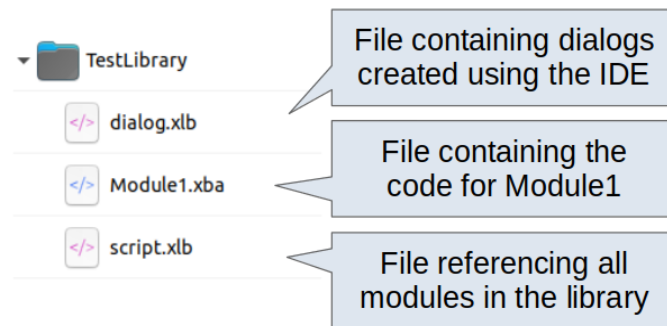 TestLibrary
dialog.xlb
Module1.xba
script.xlb
File containing dialogs
created using the IDE
File containing the
code for Module1
File referencing all
modules in the library